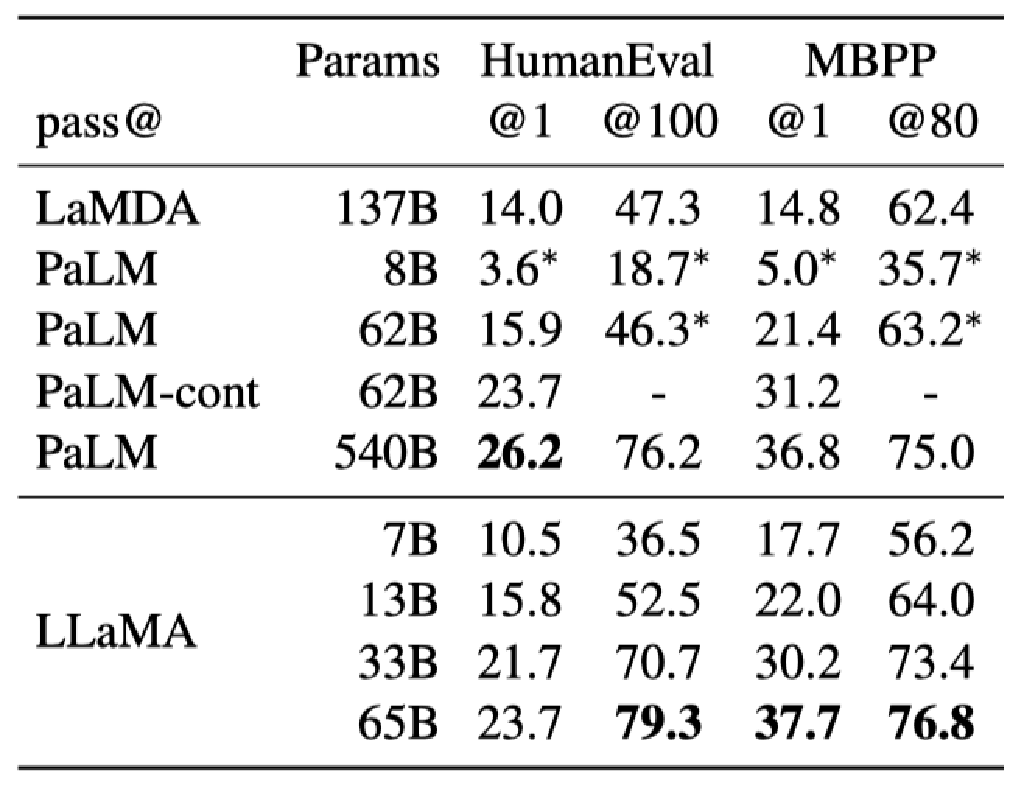 Params HumanEval MBPP
pass@ @1 @100 @1 @80
LaMDA 137B 14.0 47.3 14.8 62.4
PaLM 8B 3.6* 18.7* 5.0* 35.7*
PaLM 62B 15.9 46.3* 21.4 63.2*
PaLM-cont 62B 23.7 - 31.2 -
PaLM 540B 26.2 76.2 36.8 75.0
7B 10.5 36.5 17.7 56.2
13B 15.8 52.5 22.0 64.0
LLaMA
33B 21.7 70.7 30.2 73.4
65B 23.7 79.3 37.7 76.8